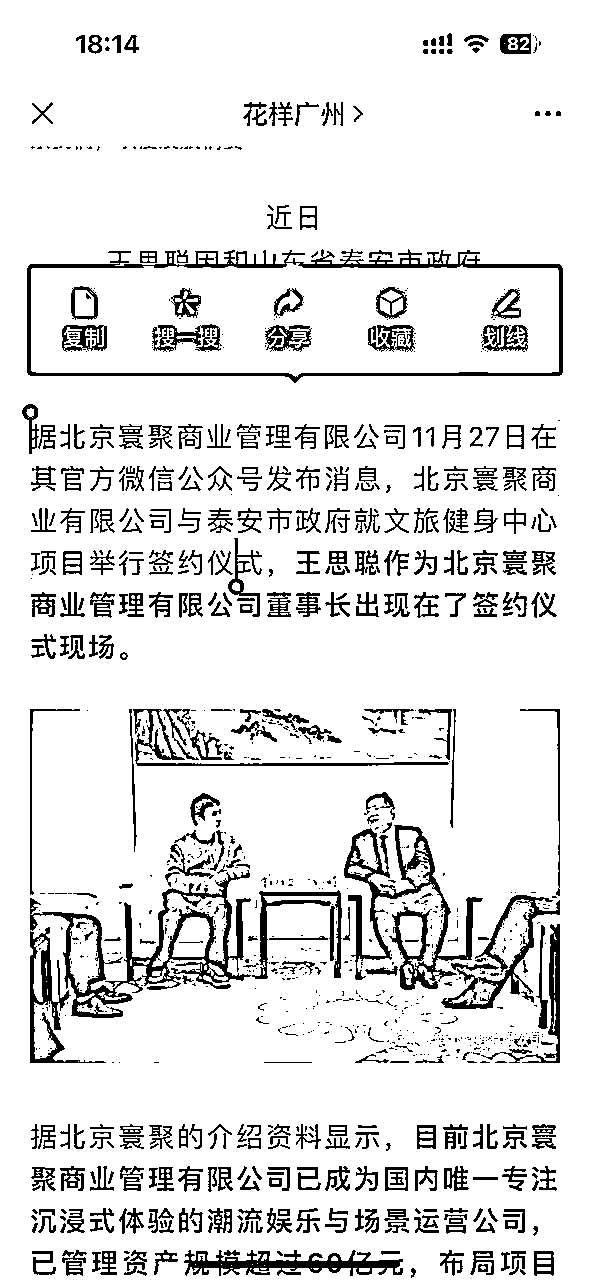 18:14
82
花样广州
近日
王思聪因和山东省泰安市政府
复制
搜一搜
分享
收藏
划线
据北京寰聚商业管理有限公司11月27日在
其官方微信公众号发布消息，北京寰聚商
业有限公司与泰安市政府就文旅健身中心
项目举行签约仪式，王思聪作为北京寰聚
商业管理有限公司董事长出现在了签约仪
式现场。
据北京寰聚的介绍资料显示，目前北京寰
聚商业管理有限公司已成为国内唯一专注
沉浸式体验的潮流娱乐与场景运营公司，
已管理资产规模超过60亿元，布局项目